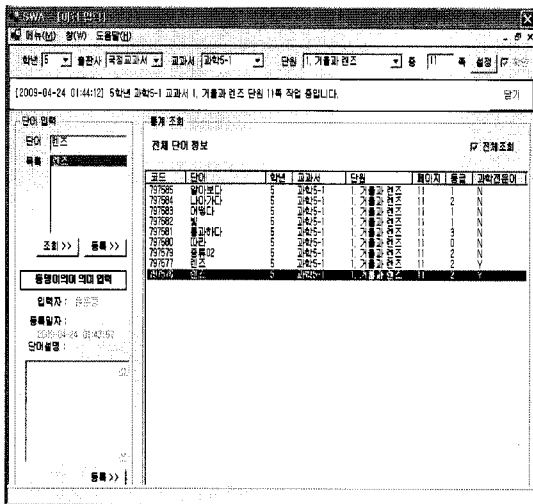 SWA - [단어 입력]
메뉴(M) 창(W) 도움말(H)
학년 5 출판사 국정교과서 교과서 과학5-1 단원 1. 거울과 렌즈 총 11 쪽 설정
[2009-04-24 01:44:12] 5학년 과학5-1 교과서 1. 거울과 렌즈 단원 11쪽 작업 중입니다. 닫기
단어 입력
단어 렌즈
목록 렌즈
조회 >> 등록 >>
동형이의어 의미 입력
입력자 :
등록일자 :
2009-04-24 01:43:57
단어설명 :
등록 >>
통계 조회
전체 단어 정보 전체조회
코드 단어 학년 교과서 단원 페이지 등급 과학전문어
797585 알아보다 5 과학5-1 1. 거울과 렌즈 11 1 N
797584 나아가다 5 과학5-1 1. 거울과 렌즈 11 2 N
797583 어떻다 5 과학5-1 1. 거울과 렌즈 11 1 N
797582 빛 5 과학5-1 1. 거울과 렌즈 11 1 N
797581 통과하다 5 과학5-1 1. 거울과 렌즈 11 3 N
797580 따라 5 과학5-1 1. 거울과 렌즈 11 0 N
797579 종류02 5 과학5-1 1. 거울과 렌즈 11 2 N
797577 렌즈 5 과학5-1 1. 거울과 렌즈 11 2 Y
797576 렌즈 5 과학5-1 1. 거울과 렌즈 11 2 Y